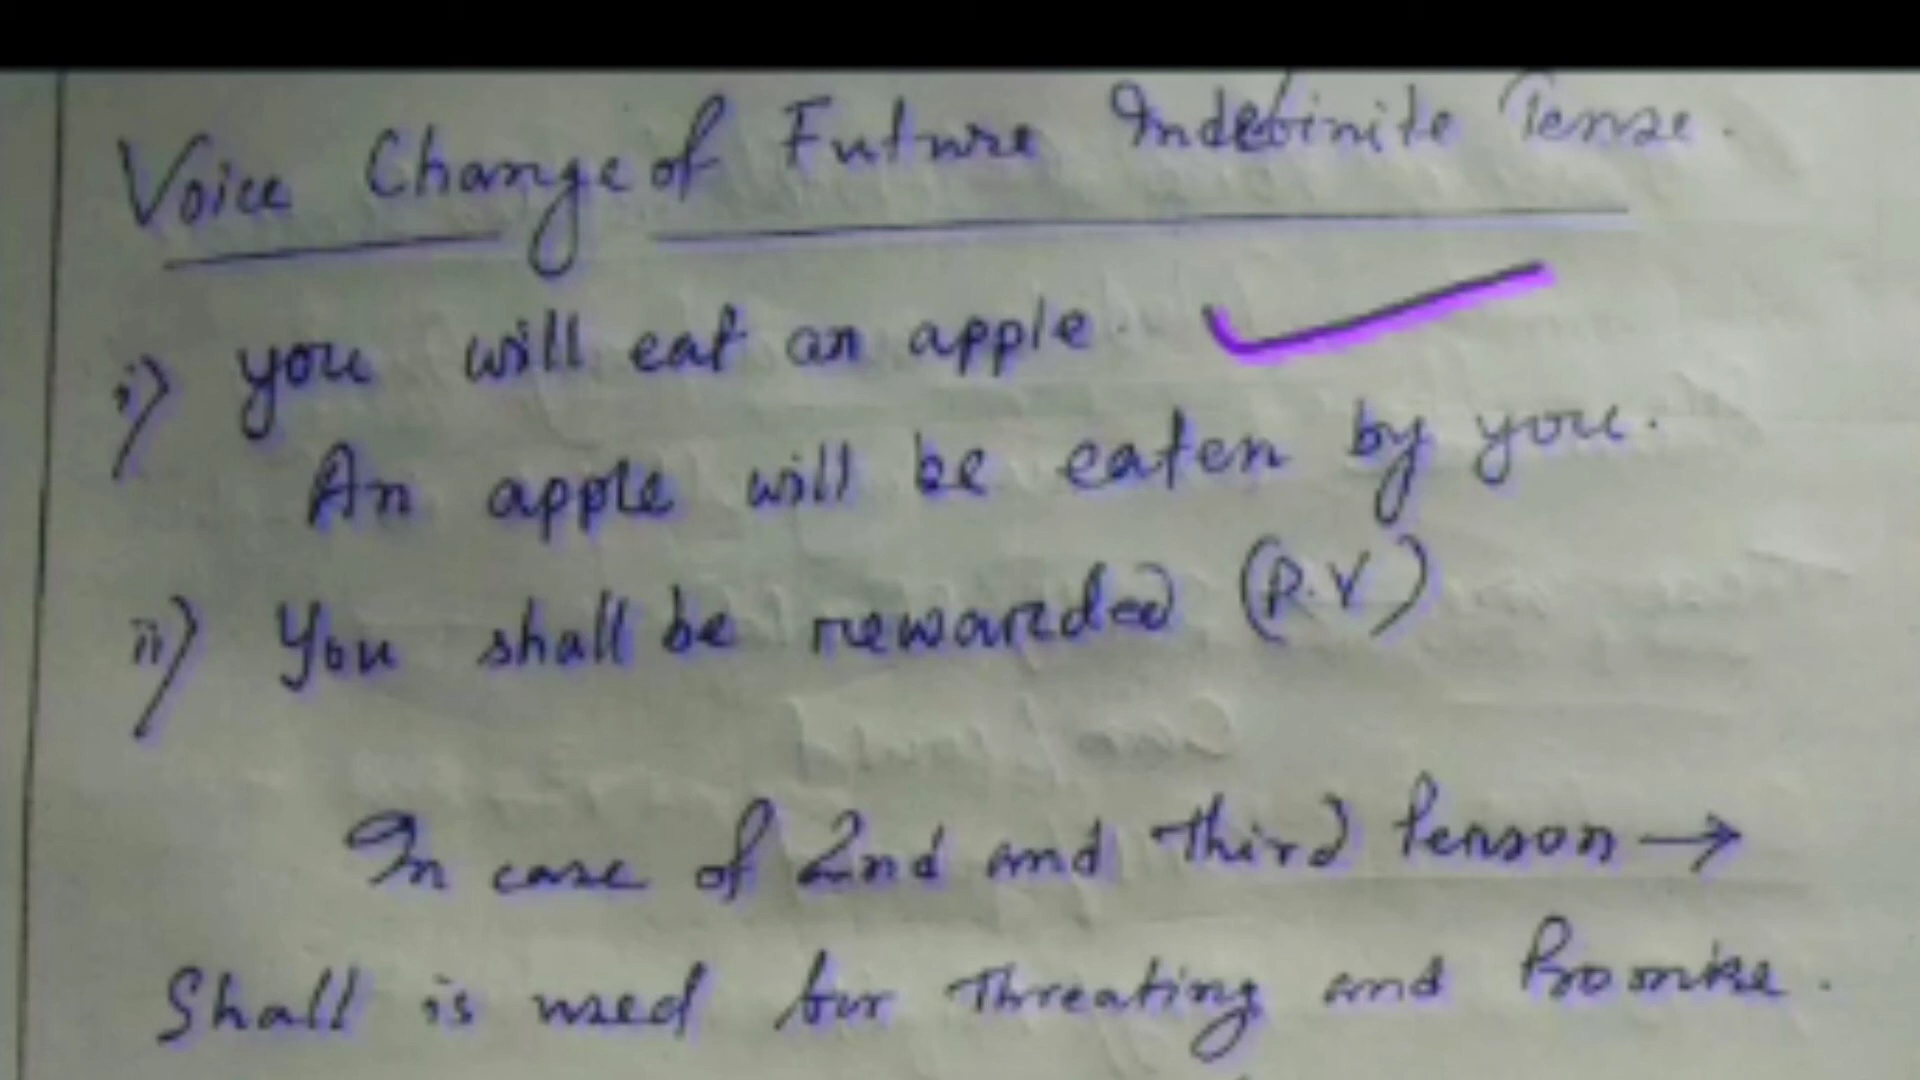 Voice Change of Future Indefinite Tense.
i) you will eat an apple.
An apple will be eaten by you.
ii) You shall be rewarded (P.V)
In case of 2nd and Third Person →
Shall is used for Threating and Promise.